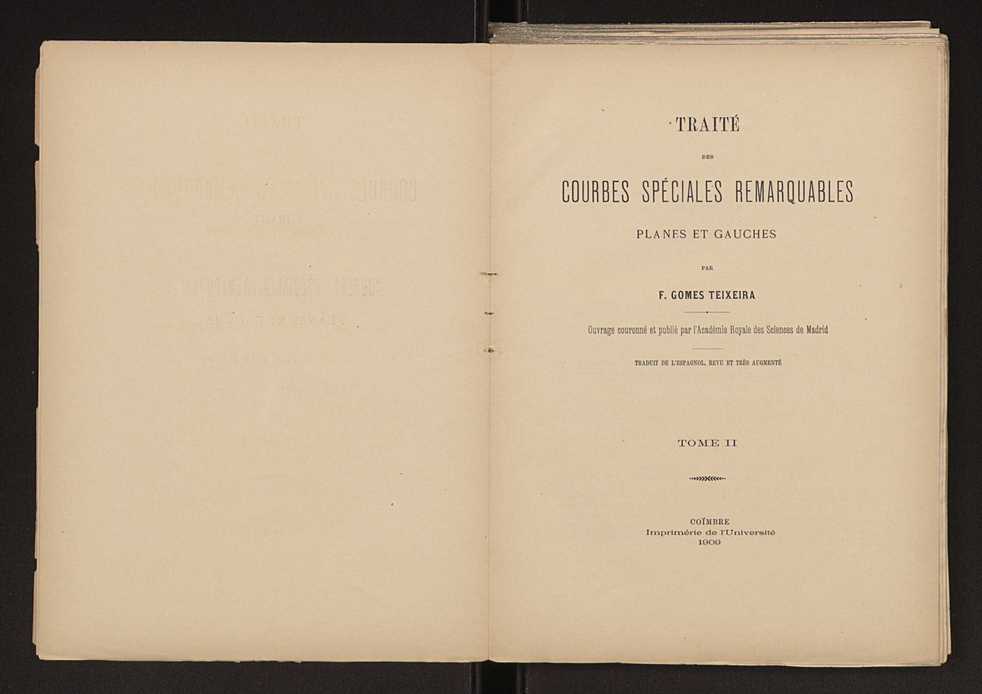 TRAITÉ
DES
COURBES SPÉCIALES REMARQUABLES
PLANES ET GAUCHES
PAR
F. GOMES TEIXEIRA
Ouvrage couronné et publié par l'Académie Royale des Sciences de Madrid
TRADUIT DE L'ESPAGNOL, REVU ET TRÈS AUGMENTÉ
TOME II
COÏMBRE
Imprimérie de l'Université
1909